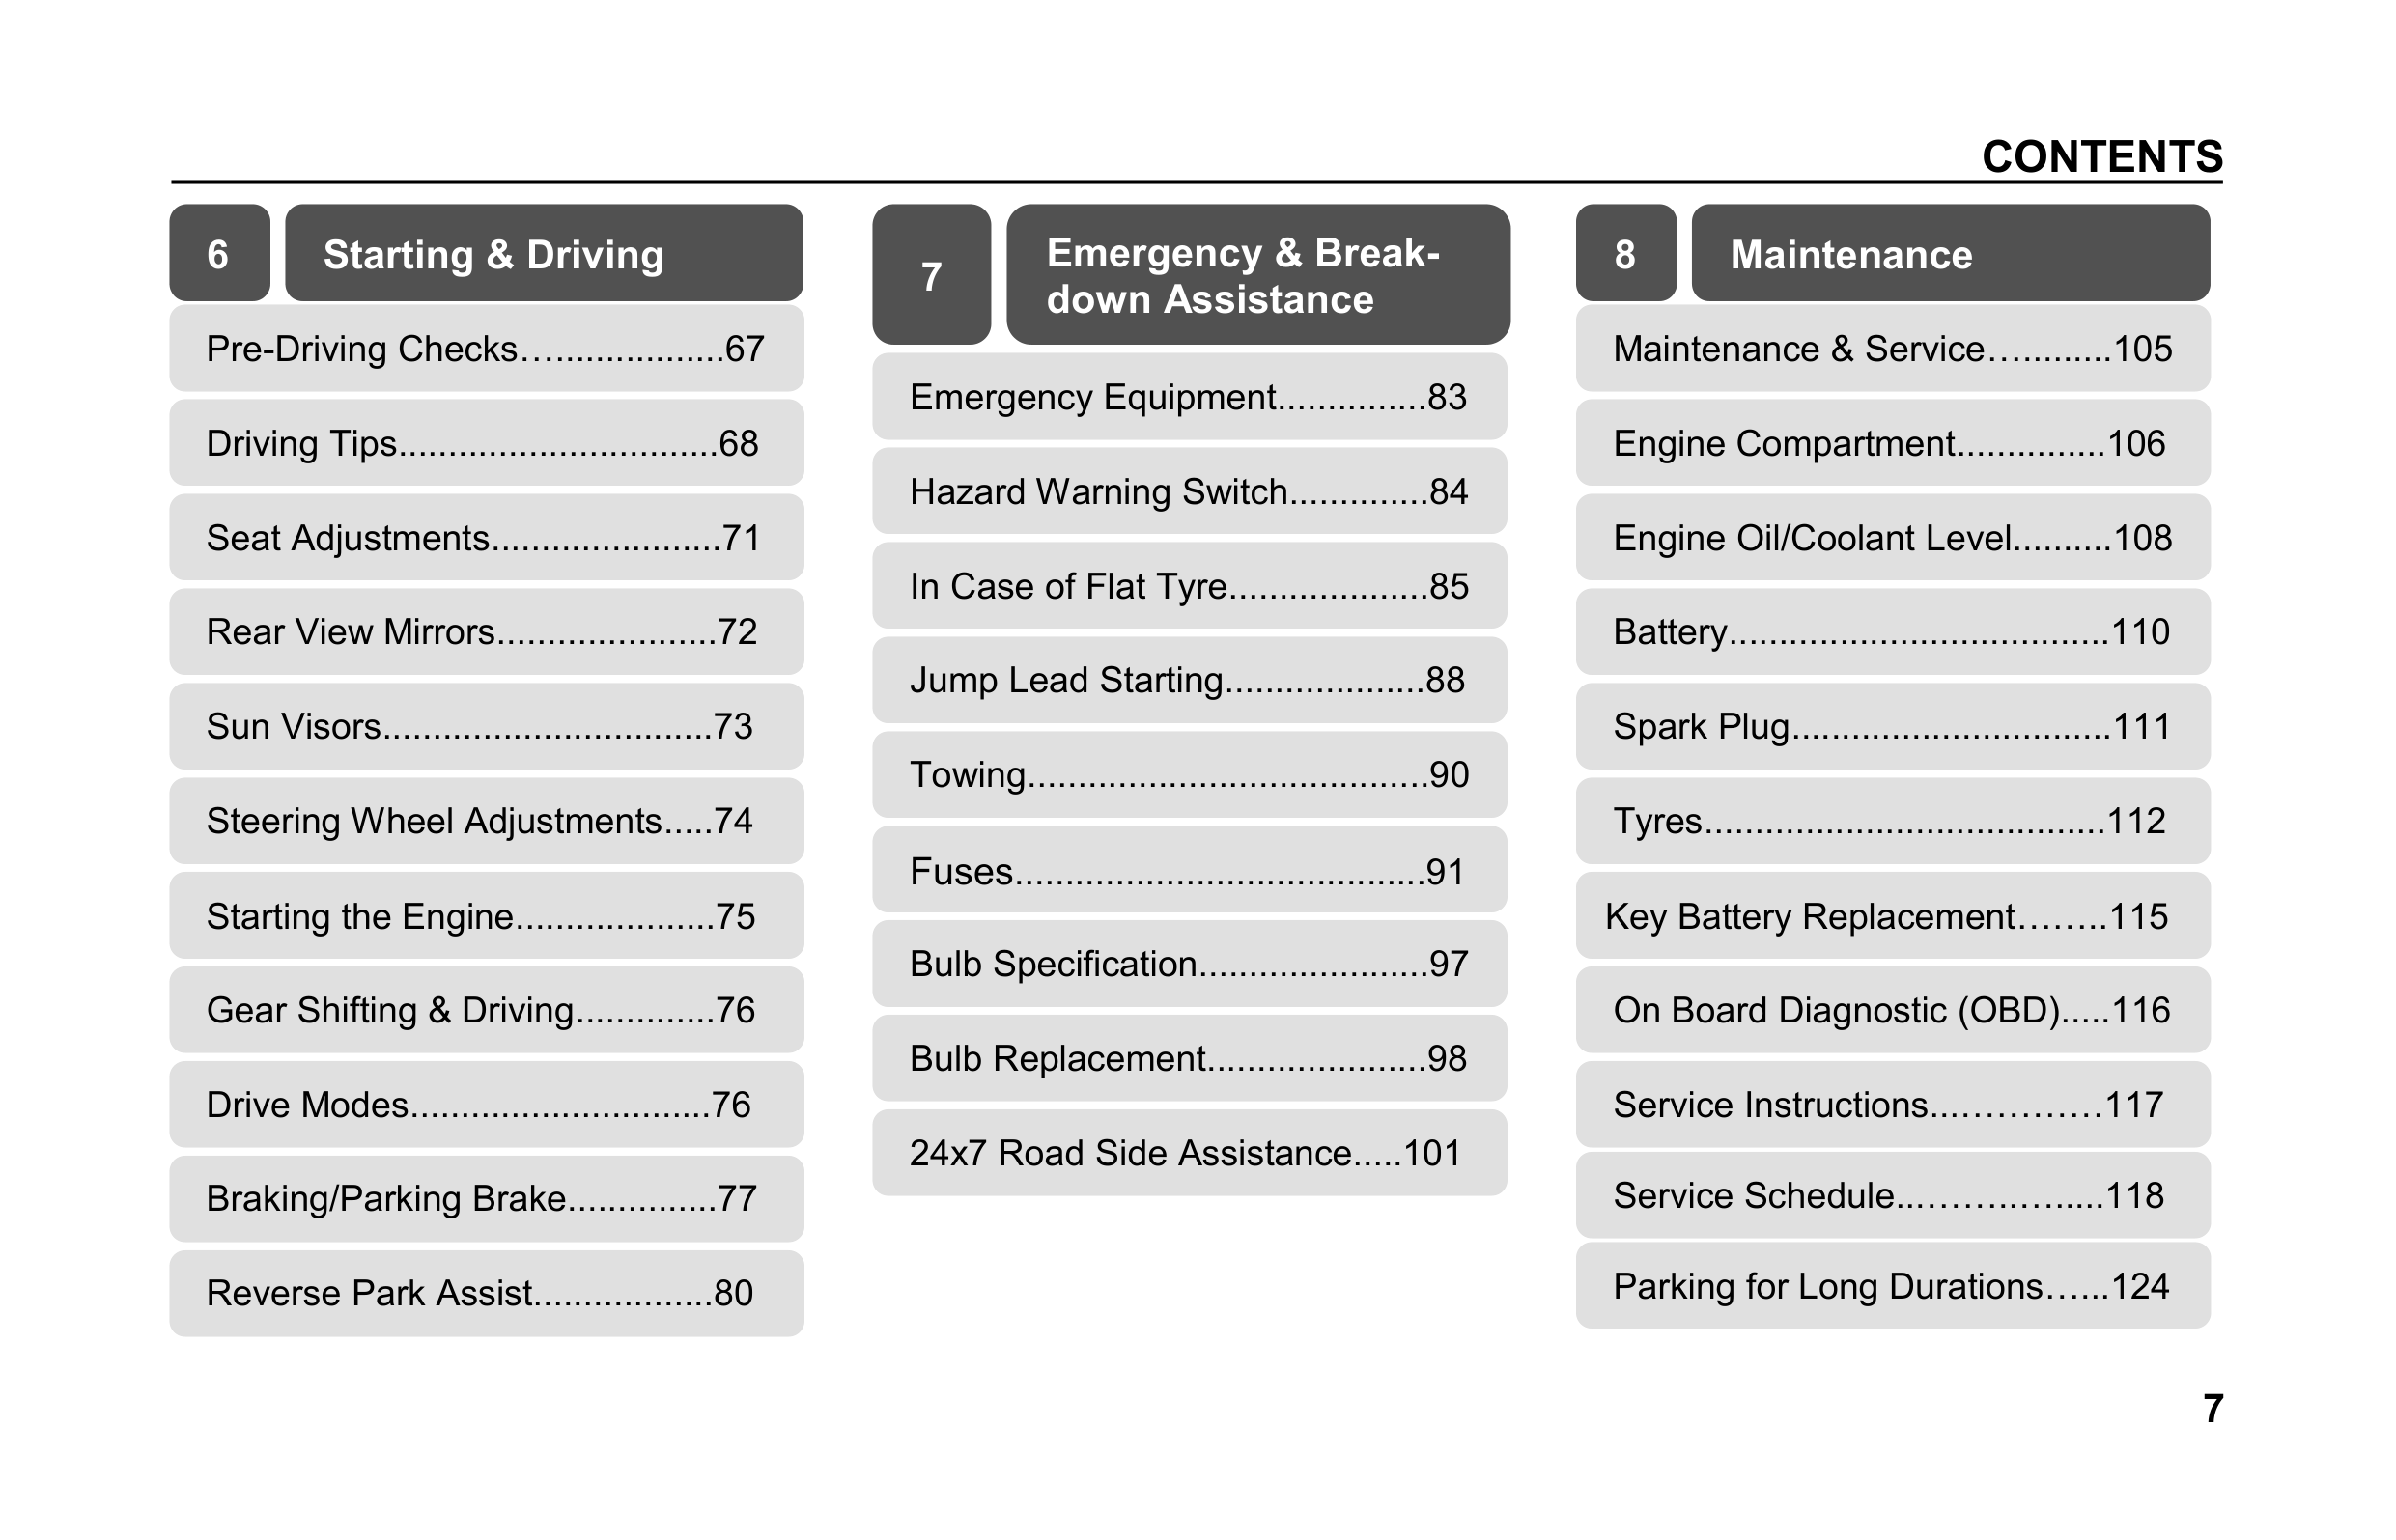 CONTENTS
6 Starting & Driving
Pre-Driving Checks…..................67
Driving Tips................................68
Seat Adjustments.......................71
Rear View Mirrors......................72
Sun Visors.................................73
Steering Wheel Adjustments.....74
Starting the Engine....................75
Gear Shifting & Driving..............76
Drive Modes..............................76
Braking/Parking Brake...............77
Reverse Park Assist..................80
7 Emergency & Break-
down Assistance
Emergency Equipment...............83
Hazard Warning Switch..............84
In Case of Flat Tyre....................85
Jump Lead Starting....................88
Towing........................................90
Fuses.........................................91
Bulb Specification.......................97
Bulb Replacement......................98
24x7 Road Side Assistance.....101
8 Maintenance
Maintenance & Service…..........105
Engine Compartment...............106
Engine Oil/Coolant Level..........108
Battery......................................110
Spark Plug................................111
Tyres........................................112
Key Battery Replacement……..115
On Board Diagnostic (OBD).....116
Service Instructions...…………117
Service Schedule...……..…....118
Parking for Long Durations…...124
7